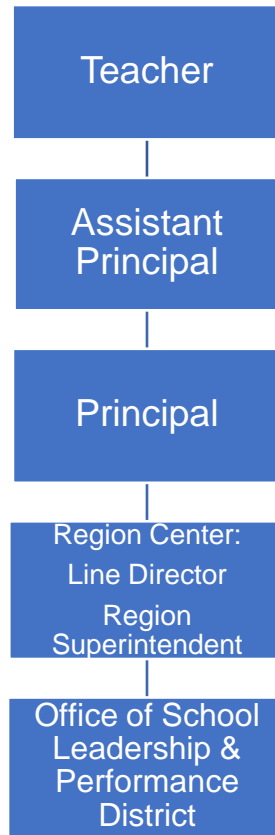 Teacher
Assistant
Principal
Principal
Region Center:
Line Director
Region
Superintendent
Office of School
Leadership &
Performance
District